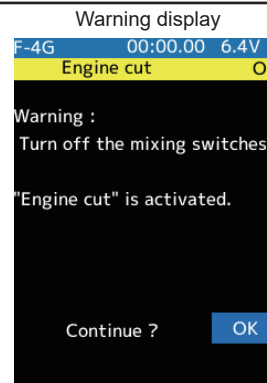 Warning display
F-4G 00:00.00 6.4V
Engine cut O
Warning :
Turn off the mixing switches
"Engine cut" is activated.
Continue ? OK